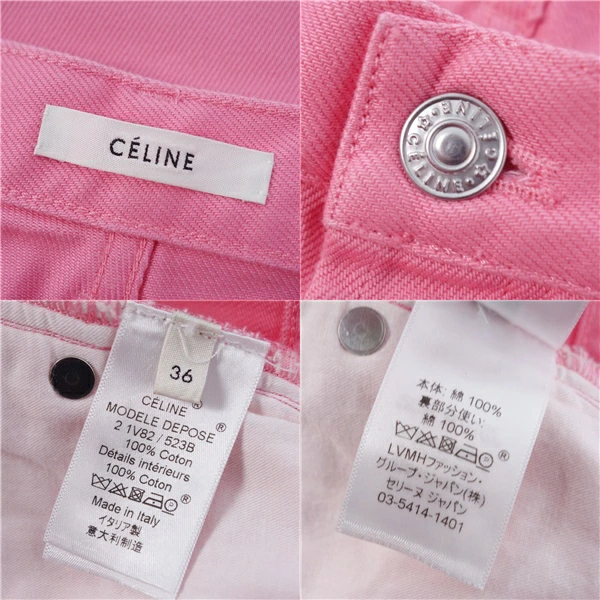 CÉLINE
CÉLINE CÉLINE
36
CÉLINE ®
MODELE DEPOSE ®
2 1V82 / 523B
100% Coton
Détails intérieurs
100% Coton
®
Made in Italy
イタリア製
意大利制造
本体: 綿 100%
裏部分使い:
綿 100%
®
LVMHファッション・
グループ・ジャパン(株)
セリーヌ ジャパン
03-5414-1401